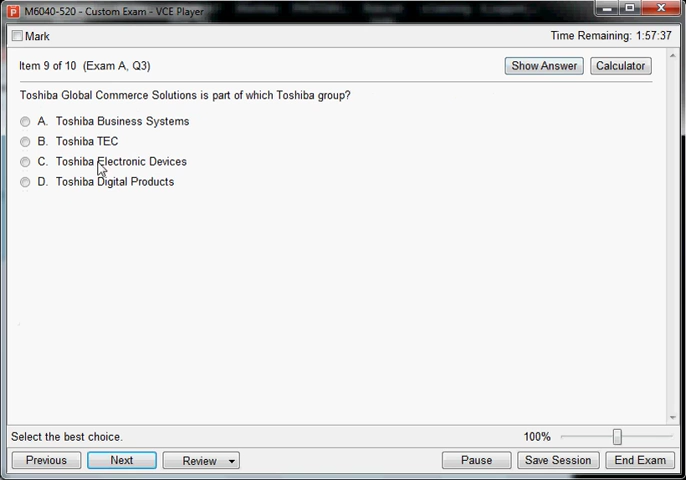 M6040-520 - Custom Exam - VCE Player
Mark
Time Remaining: 1:57:37
Item 9 of 10 (Exam A, Q3)
Show Answer
Calculator
Toshiba Global Commerce Solutions is part of which Toshiba group?
A. Toshiba Business Systems
B. Toshiba TEC
C. Toshiba Electronic Devices
D. Toshiba Digital Products
Select the best choice.
100%
Previous
Next
Review
Pause
Save Session
End Exam